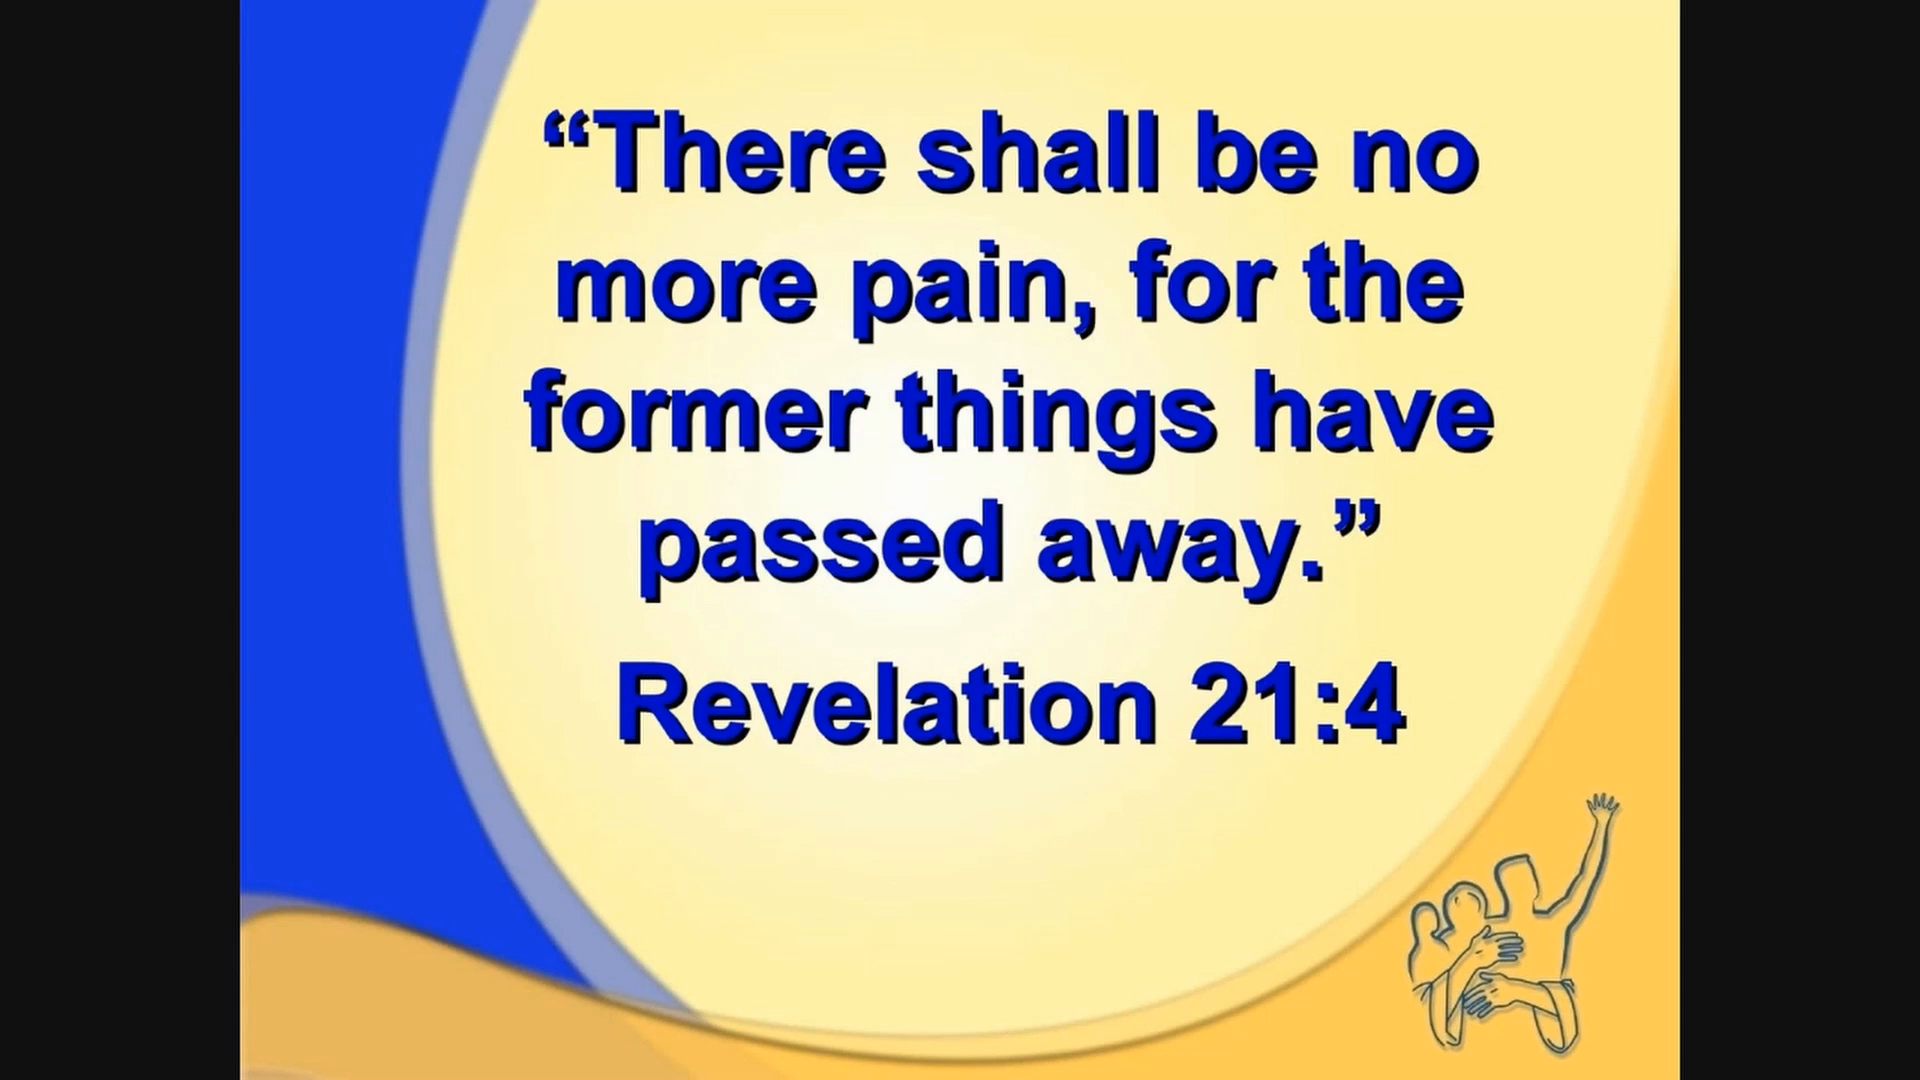 “There shall be no
more pain, for the
former things have
passed away.”
Revelation 21:4